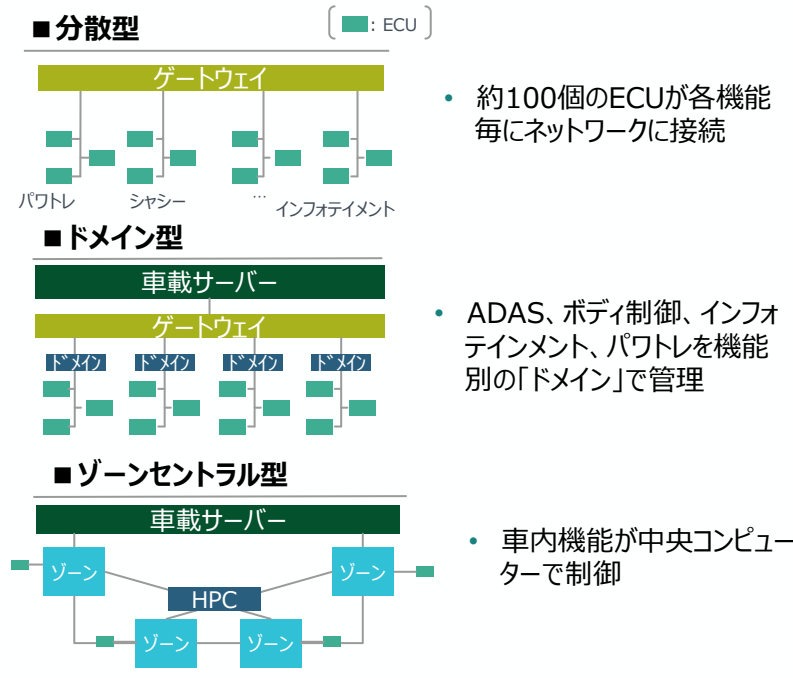 ■分散型
: ECU
ゲートウェイ
パワトレ
シャシー
…
インフォテイメント
• 約100個のECUが各機能
毎にネットワークに接続
■ドメイン型
車載サーバー
ゲートウェイ
ドメイン
ドメイン
ドメイン
ドメイン
• ADAS、ボディ制御、インフォ
テインメント、パワトレを機能
別の「ドメイン」で管理
■ゾーンセントラル型
車載サーバー
ゾーン
ゾーン
HPC
ゾーン
ゾーン
• 車内機能が中央コンピュー
ターで制御